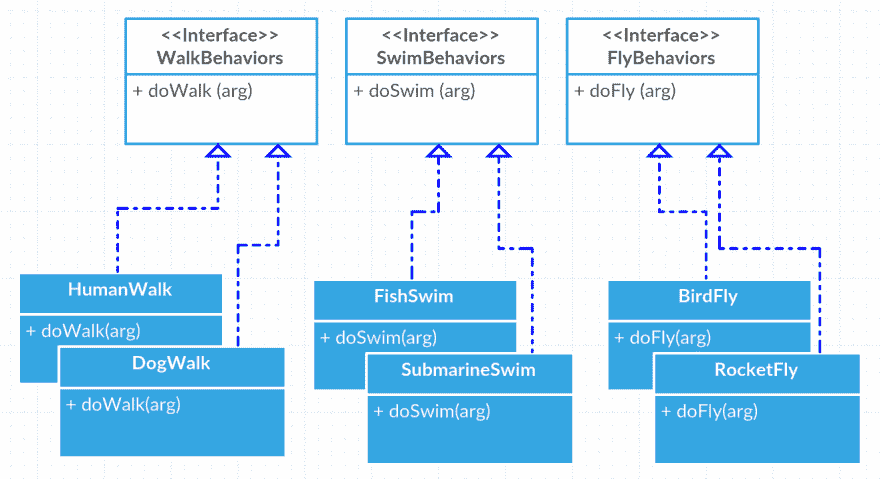 <<Interface>>
WalkBehaviors
+ doWalk (arg)
<<Interface>>
SwimBehaviors
+ doSwim (arg)
<<Interface>>
FlyBehaviors
+ doFly (arg)
HumanWalk
+ doWalk(arg)
DogWalk
+ doWalk(arg)
FishSwim
+ doSwim(arg)
SubmarineSwim
+ doSwim(arg)
BirdFly
+ doFly(arg)
RocketFly
+ doFly(arg)